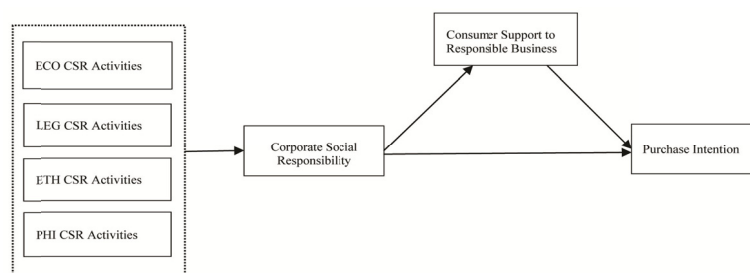 ECO CSR Activities
LEG CSR Activities
ETH CSR Activities
PHI CSR Activities
Corporate Social
Responsibility
Consumer Support to
Responsible Business
Purchase Intention